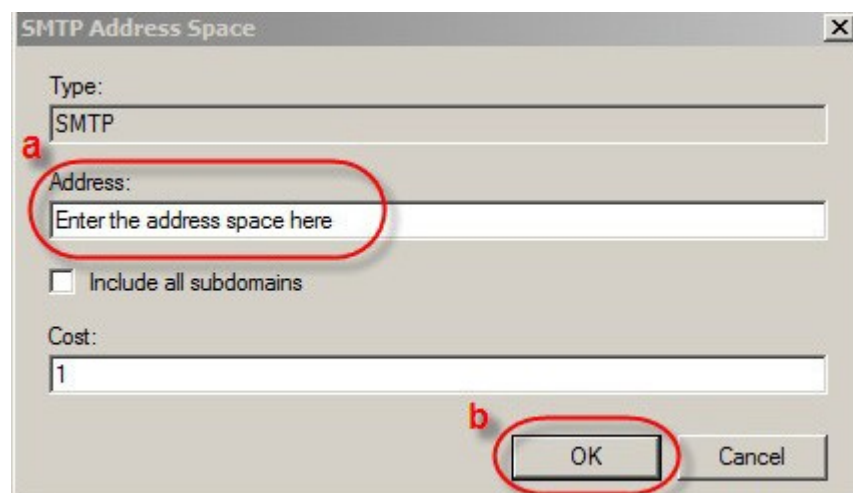 SMTP Address Space
Type:
SMTP
a
Address:
Enter the address space here
Include all subdomains
Cost:
1
b
OK Cancel